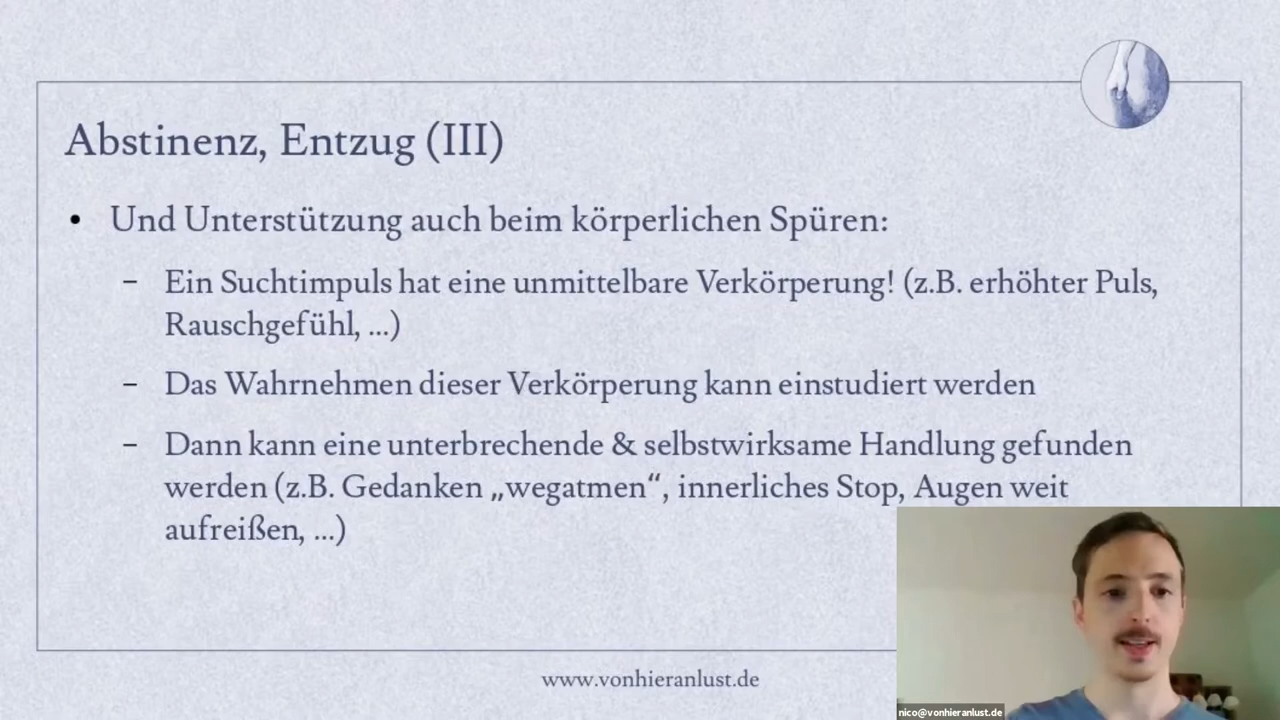 Abstinenz, Entzug (III)
• Und Unterstützung auch beim körperlichen Spüren:
– Ein Suchtimpuls hat eine unmittelbare Verkörperung! (z.B. erhöhter Puls,
Rauschgefühl, ...)
– Das Wahrnehmen dieser Verkörperung kann einstudiert werden
– Dann kann eine unterbrechende & selbstwirksame Handlung gefunden
werden (z.B. Gedanken „wegatmen“, innerliches Stop, Augen weit
aufreißen, ...)
www.vonhieranlust.de
nico@vonhieranlust.de